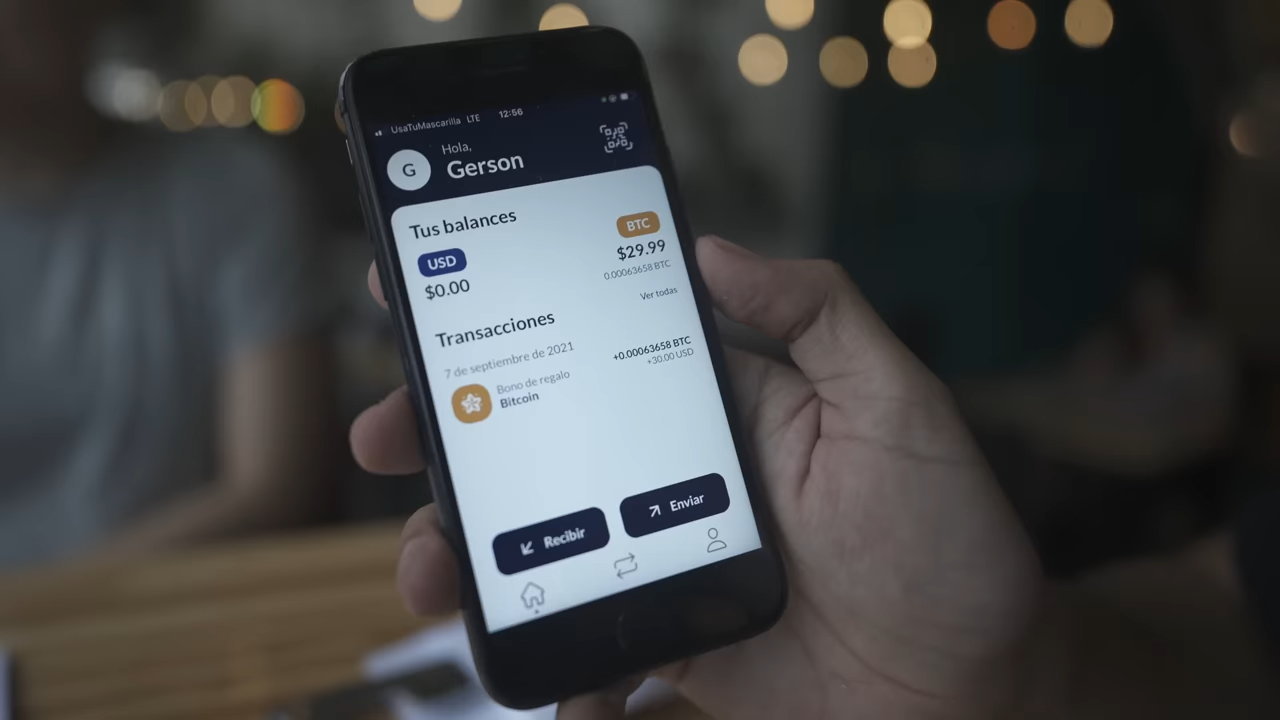 UsaTuMascarilla LTE 12:56
Hola,
G
Gerson
Tus balances
USD
$0.00
BTC
$29.99
0.00063658 BTC
Ver todas
Transacciones
7 de septiembre de 2021
Bono de regalo
Bitcoin
+0.00063658 BTC
+30.00 USD
Recibir
Enviar